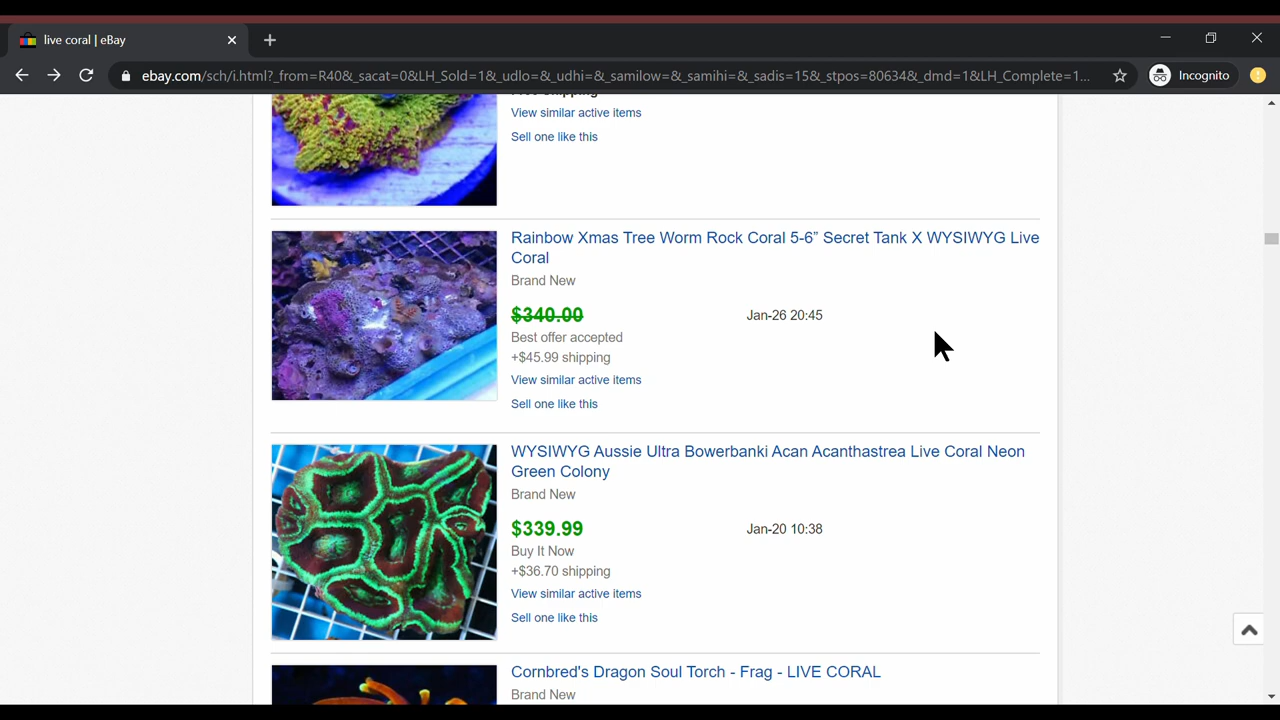 live coral | eBay
ebay.com/sch/i.html?_from=R40&_sacat=0&LH_Sold=1&_udlo=&_udhi=&_samilow=&_samihi=&_sadis=15&_stpos=80634&_dmd=1&LH_Complete=1...
Incognito
View similar active items
Sell one like this
Rainbow Xmas Tree Worm Rock Coral 5-6” Secret Tank X WYSIWYG Live
Coral
Brand New
$340.00 Jan-26 20:45
Best offer accepted
+$45.99 shipping
View similar active items
Sell one like this
WYSIWYG Aussie Ultra Bowerbanki Acan Acanthastrea Live Coral Neon
Green Colony
Brand New
$339.99 Jan-20 10:38
Buy It Now
+$36.70 shipping
View similar active items
Sell one like this
Cornbred's Dragon Soul Torch - Frag - LIVE CORAL
Brand New